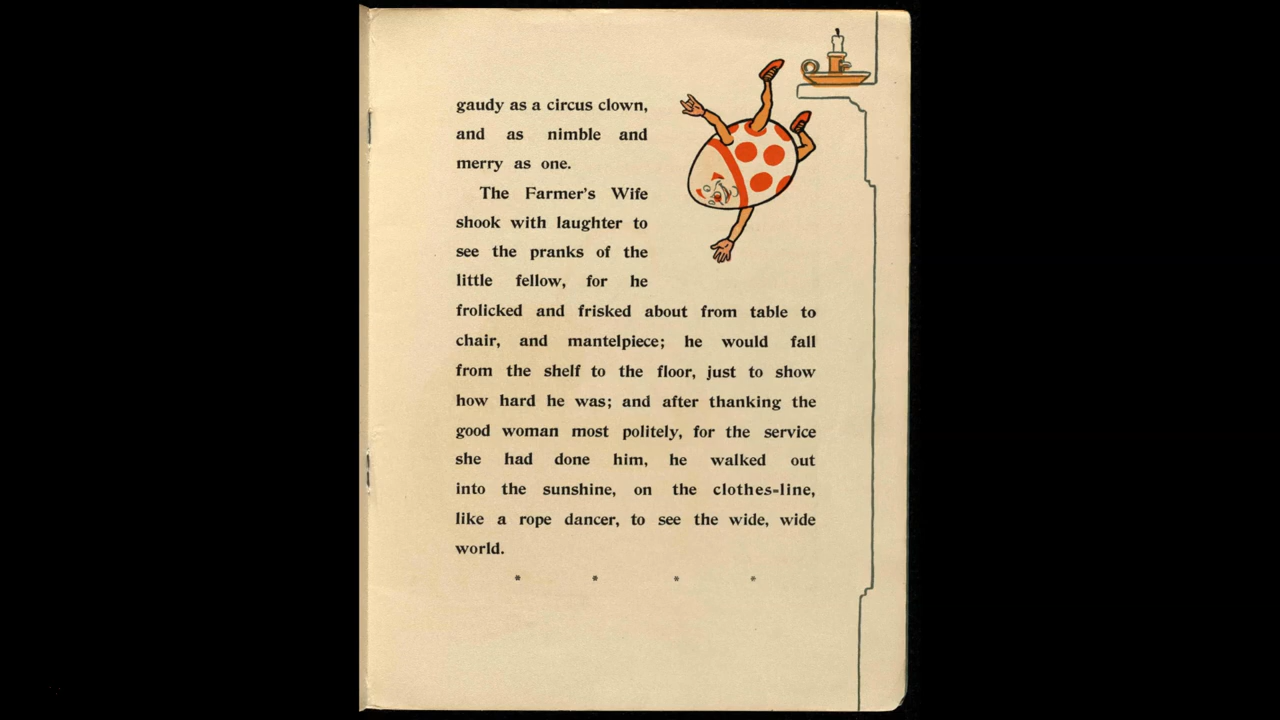 gaudy as a circus clown,
and as nimble and
merry as one.
The Farmer's Wife
shook with laughter to
see the pranks of the
little fellow, for he
frolicked and frisked about from table to
chair, and mantelpiece; he would fall
from the shelf to the floor, just to show
how hard he was; and after thanking the
good woman most politely, for the service
she had done him, he walked out
into the sunshine, on the clothes-line,
like a rope dancer, to see the wide, wide
world.
* * * *